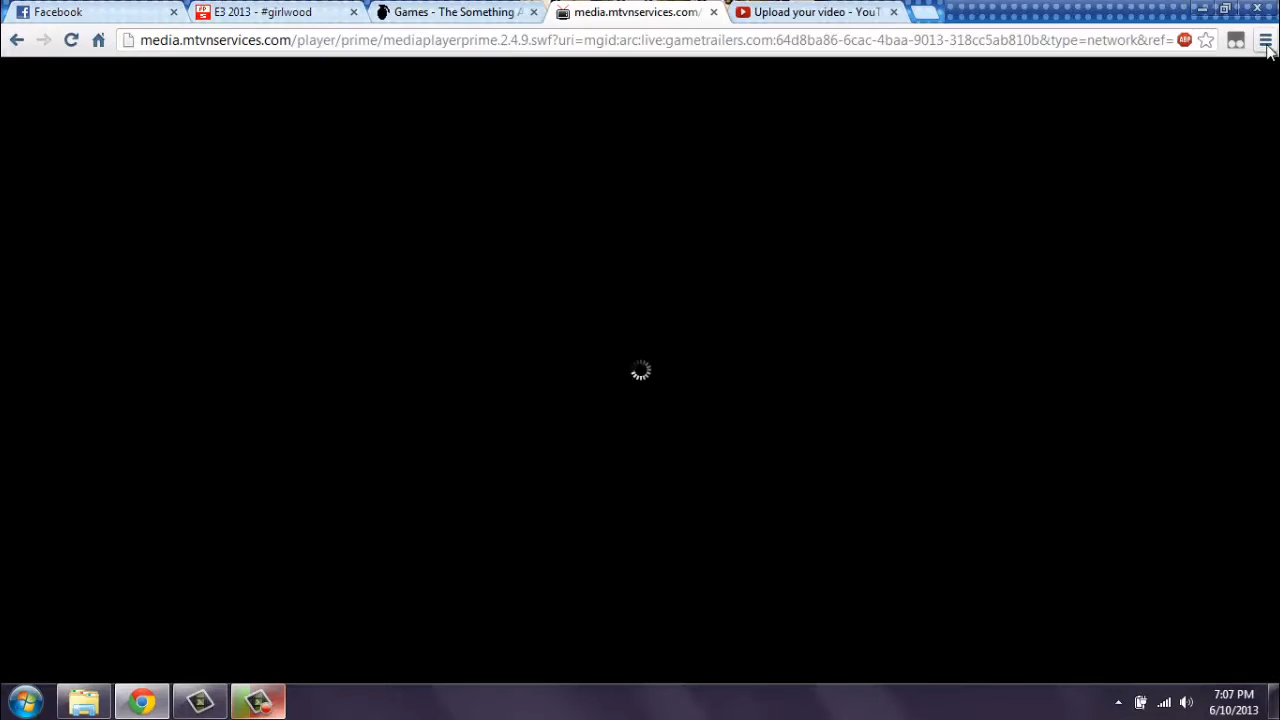 Facebook
E3 2013 - #girlwood
Games - The Something A
media.mtvnservices.com/
Upload your video - YouT
media.mtvnservices.com/player/prime/mediaplayerprime.2.4.9.swf?uri=mgid:arc:live:gametrailers.com:64d8ba86-6cac-4baa-9013-318cc5ab810b&type=network&ref=
ABP
7:07 PM
6/10/2013